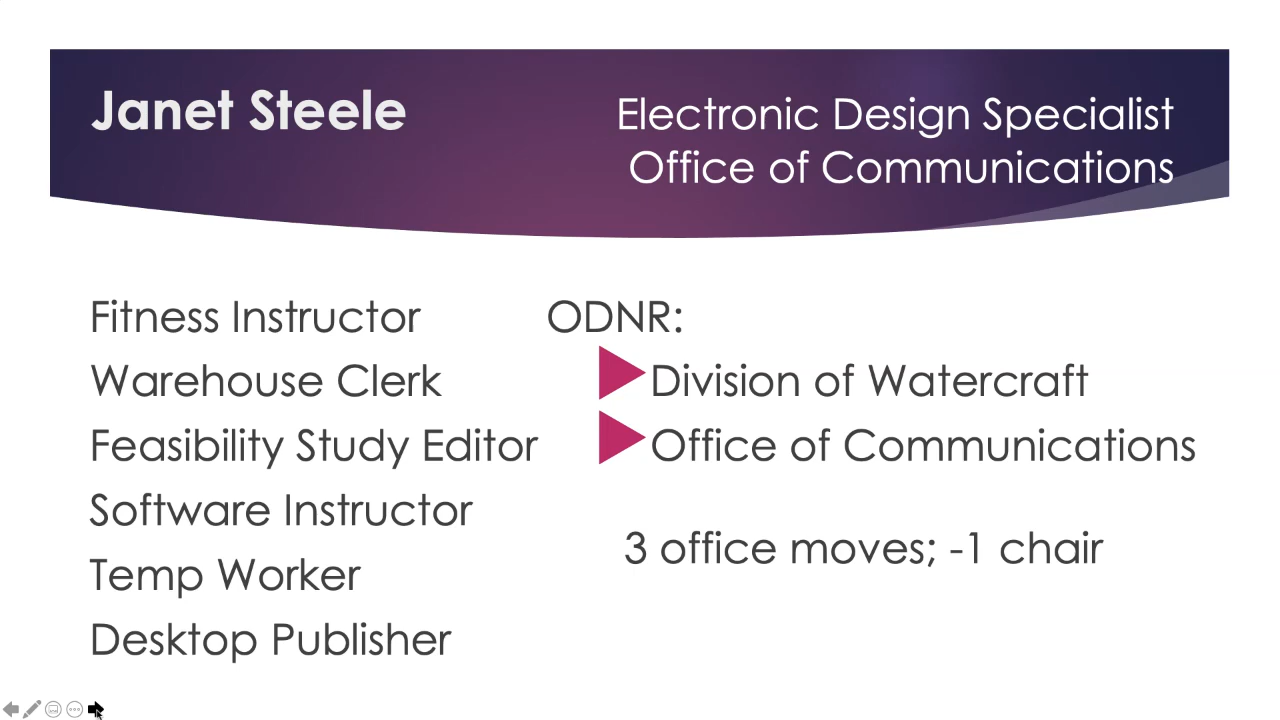 Janet Steele
Electronic Design Specialist
Office of Communications
Fitness Instructor
Warehouse Clerk
Feasibility Study Editor
Software Instructor
Temp Worker
Desktop Publisher
ODNR:
Division of Watercraft
Office of Communications
3 office moves; -1 chair